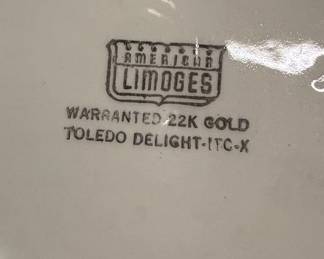 AMERICAN
LIMOGES
WARRANTED 22K GOLD
TOLEDO DELIGHT-ITC-X